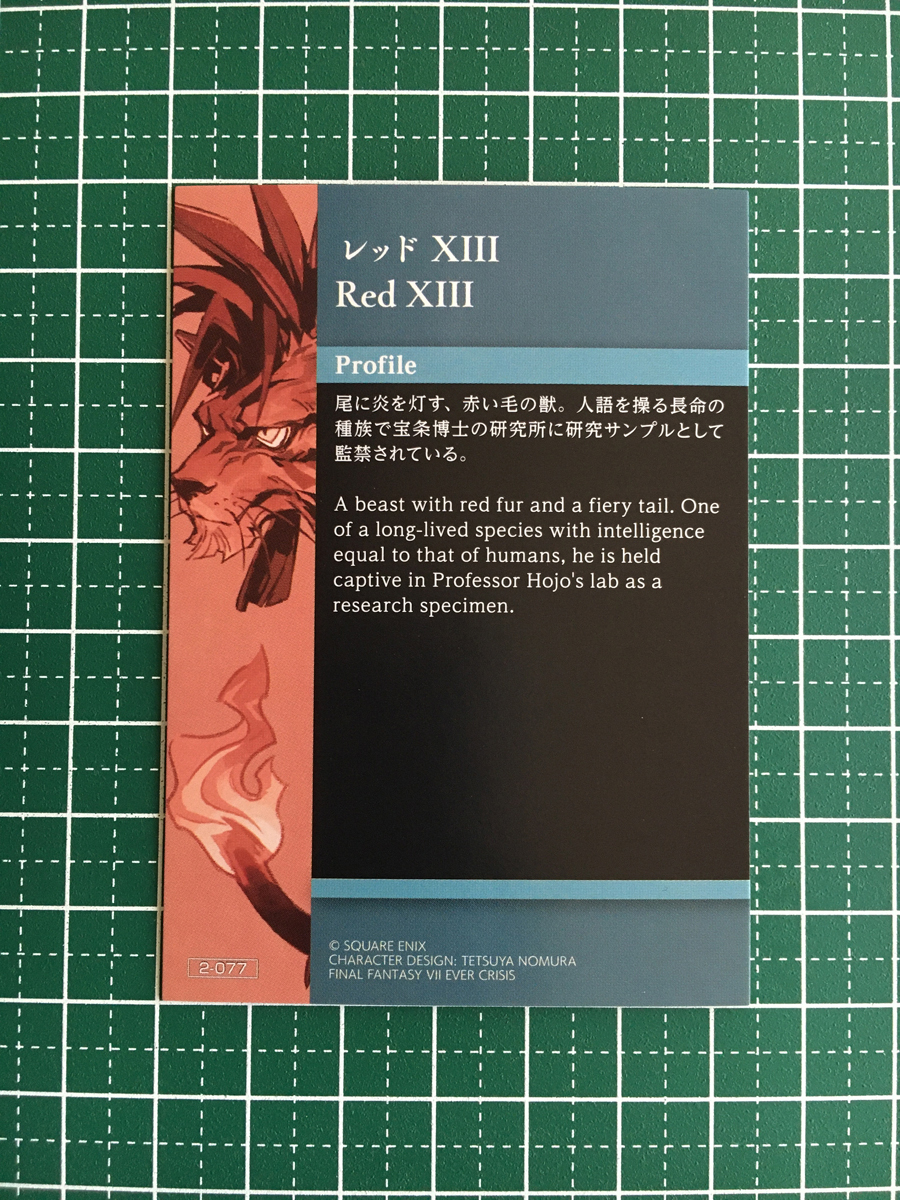 レッド XIII
Red XIII
Profile
尾に炎を灯す、赤い毛の獣。人語を操る長命の
種族で宝条博士の研究所に研究サンプルとして
監禁されている。
A beast with red fur and a fiery tail. One
of a long-lived species with intelligence
equal to that of humans, he is held
captive in Professor Hojo's lab as a
research specimen.
© SQUARE ENIX
CHARACTER DESIGN: TETSUYA NOMURA
FINAL FANTASY VII EVER CRISIS
2-077